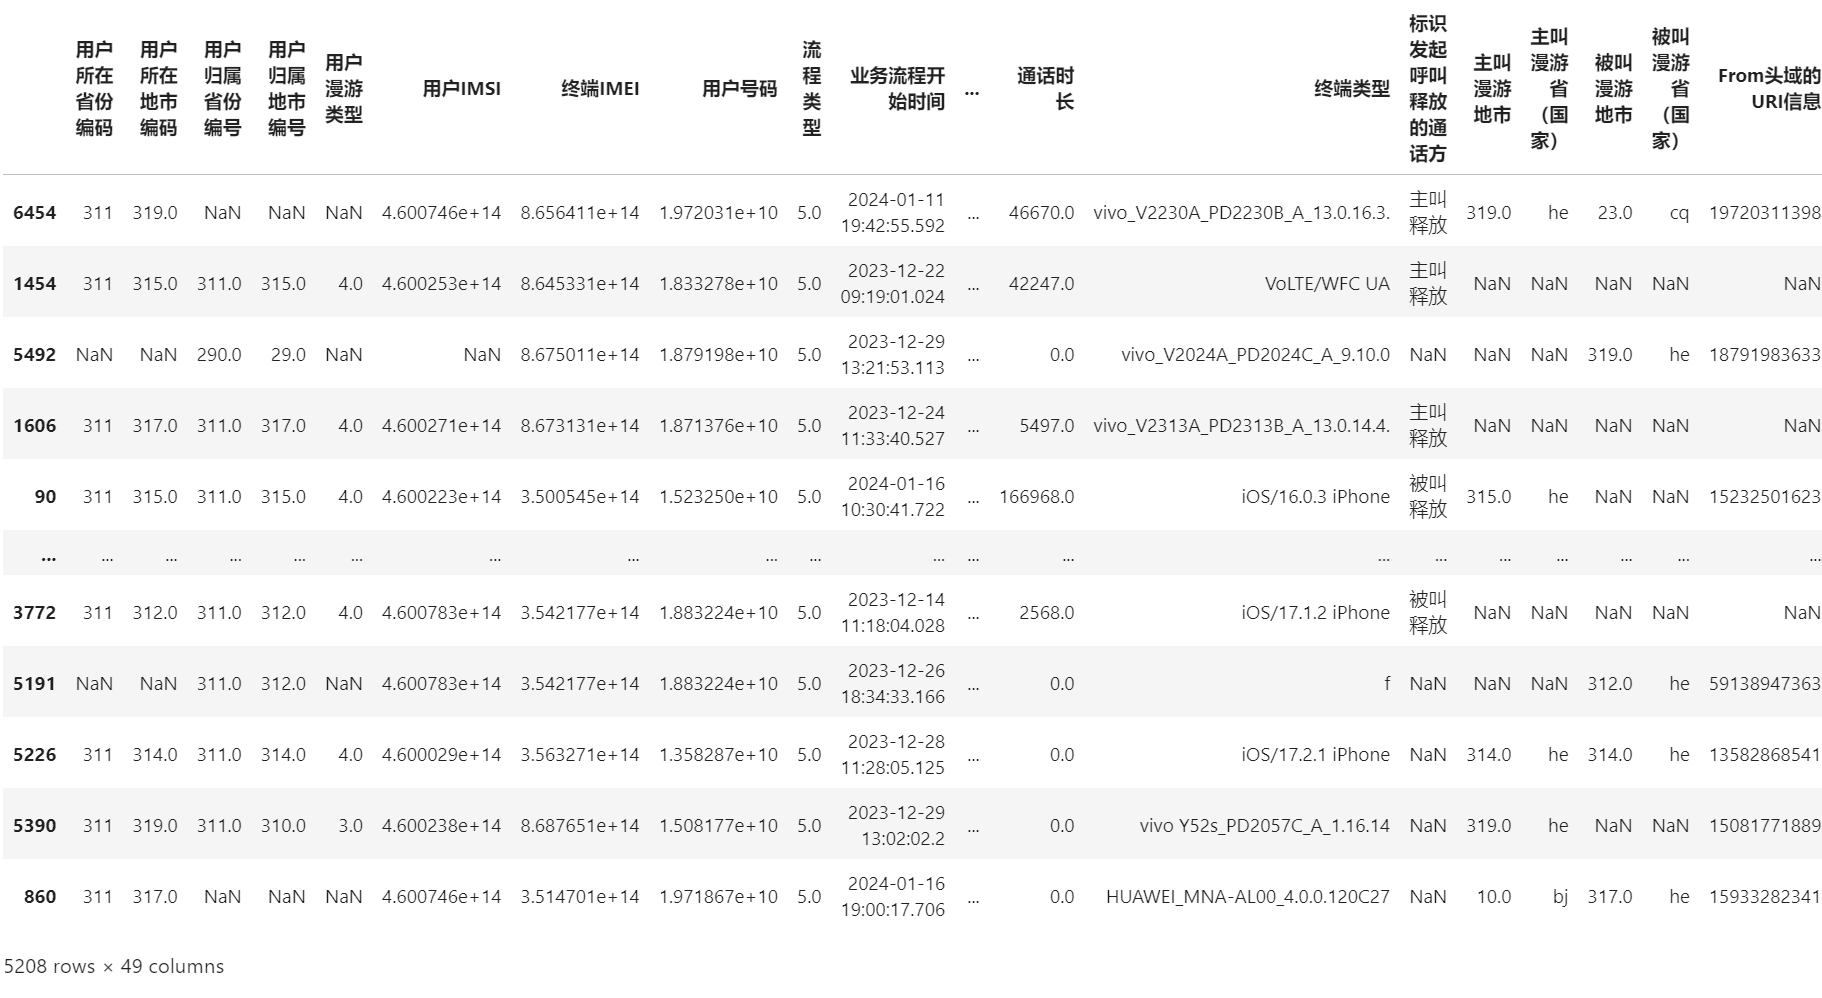 用户所在省份编码 用户所在地市编码 用户归属省份编号 用户归属地市编号 用户漫游类型 用户IMSI 终端IMEI 用户号码 流程类型 业务流程开始时间 ... 通话时长 终端类型 标识发起呼叫释放的通话方 主叫漫游地市 主叫漫游省（国家） 被叫漫游地市 被叫漫游省（国家） From头域的URI信息
6454 311 319.0 NaN NaN NaN 4.600746e+14 8.656411e+14 1.972031e+10 5.0 2024-01-11 19:42:55.592 ... 46670.0 vivo_V2230A_PD2230B_A_13.0.16.3. 主叫释放 319.0 he 23.0 cq 19720311398
1454 311 315.0 311.0 315.0 4.0 4.600253e+14 8.645331e+14 1.833278e+10 5.0 2023-12-22 09:19:01.024 ... 42247.0 VoLTE/WFC UA 主叫释放 NaN NaN NaN NaN NaN
5492 NaN NaN 290.0 29.0 NaN NaN 8.675011e+14 1.879198e+10 5.0 2023-12-29 13:21:53.113 ... 0.0 vivo_V2024A_PD2024C_A_9.10.0 NaN NaN NaN 319.0 he 18791983633
1606 311 317.0 311.0 317.0 4.0 4.600271e+14 8.673131e+14 1.871376e+10 5.0 2023-12-24 11:33:40.527 ... 5497.0 vivo_V2313A_PD2313B_A_13.0.14.4. 主叫释放 NaN NaN NaN NaN NaN
90 311 315.0 311.0 315.0 4.0 4.600223e+14 3.500545e+14 1.523250e+10 5.0 2024-01-16 10:30:41.722 ... 166968.0 iOS/16.0.3 iPhone 被叫释放 315.0 he NaN NaN 15232501623
... ... ... ... ... ... ... ... ... ... ... ... ... ... ... ... ... ... ... ...
3772 311 312.0 311.0 312.0 4.0 4.600783e+14 3.542177e+14 1.883224e+10 5.0 2023-12-14 11:18:04.028 ... 2568.0 iOS/17.1.2 iPhone 被叫释放 NaN NaN NaN NaN NaN
5191 NaN NaN 311.0 312.0 NaN 4.600783e+14 3.542177e+14 1.883224e+10 5.0 2023-12-26 18:34:33.166 ... 0.0 f NaN NaN NaN 312.0 he 59138947363
5226 311 314.0 311.0 314.0 4.0 4.600029e+14 3.563271e+14 1.358287e+10 5.0 2023-12-28 11:28:05.125 ... 0.0 iOS/17.2.1 iPhone NaN 314.0 he 314.0 he 13582868541
5390 311 319.0 311.0 310.0 3.0 4.600238e+14 8.687651e+14 1.508177e+10 5.0 2023-12-29 13:02:02.2 ... 0.0 vivo Y52s_PD2057C_A_1.16.14 NaN 319.0 he NaN NaN 15081771889
860 311 317.0 NaN NaN NaN 4.600746e+14 3.514701e+14 1.971867e+10 5.0 2024-01-16 19:00:17.706 ... 0.0 HUAWEI_MNA-AL00_4.0.0.120C27 NaN 10.0 bj 317.0 he 15933282341
5208 rows × 49 columns